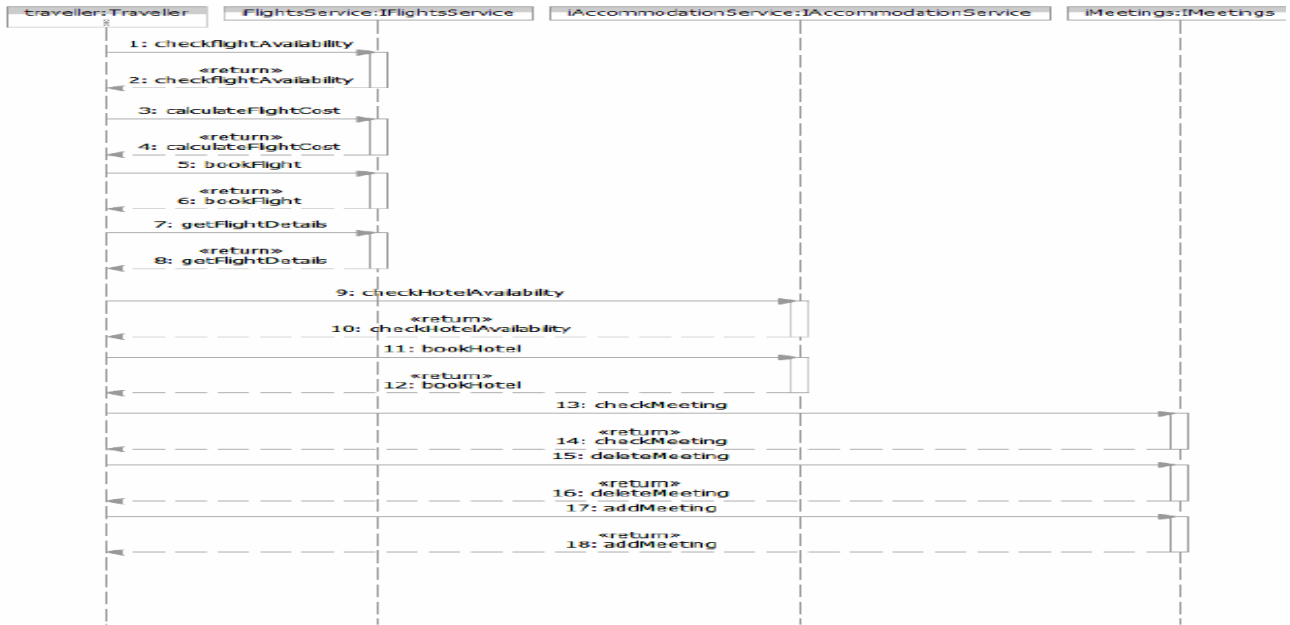 traveller:Traveller
iFlightsService:IFlightsService
iAccommodationService:IAccommodationService
iMeetings:IMeetings
1: checkflightAvailability
«return»
2: checkflightAvailability
3: calculateFlightCost
«return»
4: calculateFlightCost
5: bookFlight
«return»
6: bookFlight
7: getFlightDetails
«return»
8: getFlightDetails
9: checkHotelAvailability
«return»
10: checkHotelAvailability
11: bookHotel
«return»
12: bookHotel
13: checkMeeting
«return»
14: checkMeeting
15: deleteMeeting
«return»
16: deleteMeeting
17: addMeeting
«return»
18: addMeeting